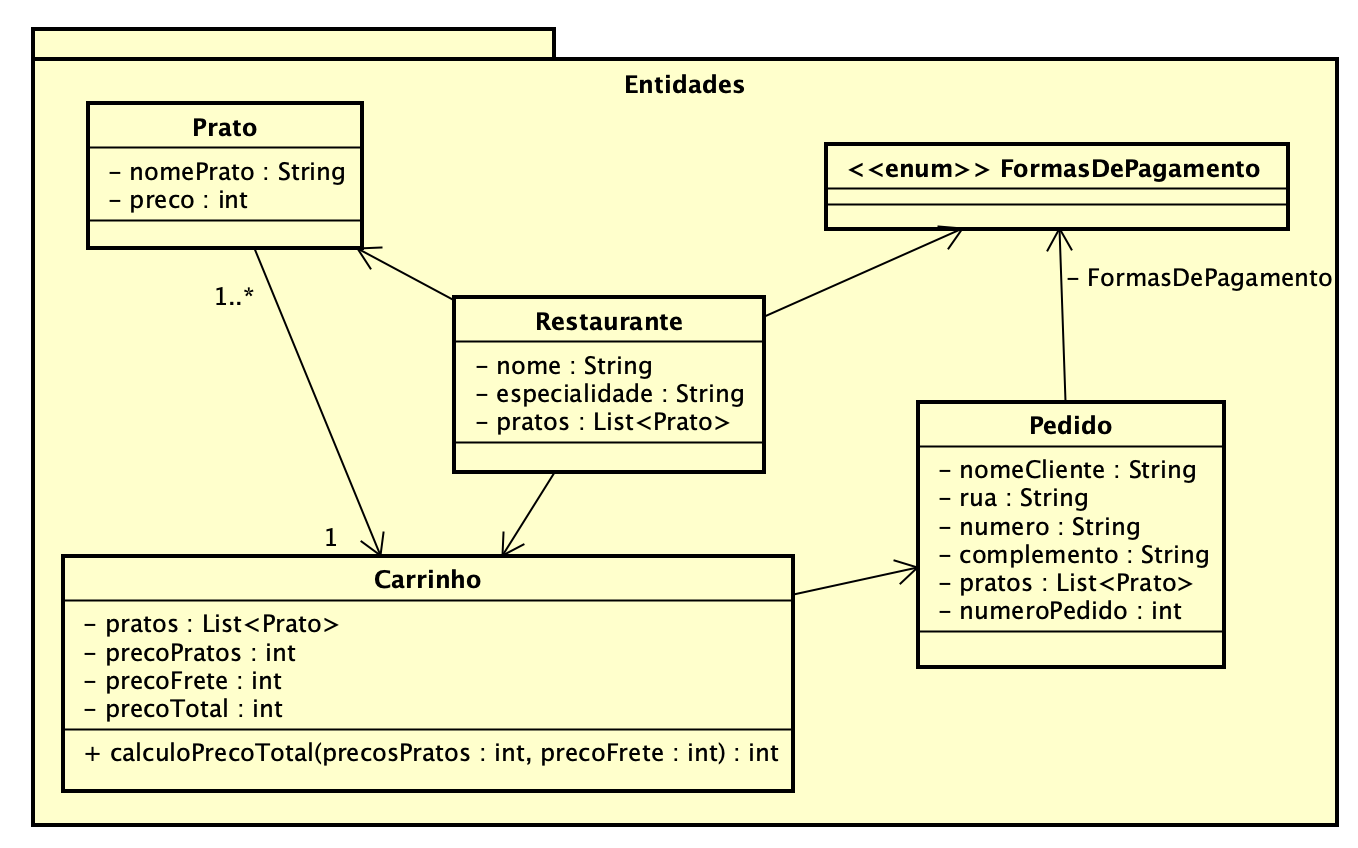 Entidades
Prato
- nomePrato : String
- preco : int
<<enum>> FormasDePagamento
- FormasDePagamento
1..*
Restaurante
- nome : String
- especialidade : String
- pratos : List<Prato>
Pedido
- nomeCliente : String
- rua : String
- numero : String
- complemento : String
- pratos : List<Prato>
- numeroPedido : int
1
Carrinho
- pratos : List<Prato>
- precoPratos : int
- precoFrete : int
- precoTotal : int
+ calculoPrecoTotal(precosPratos : int, precoFrete : int) : int